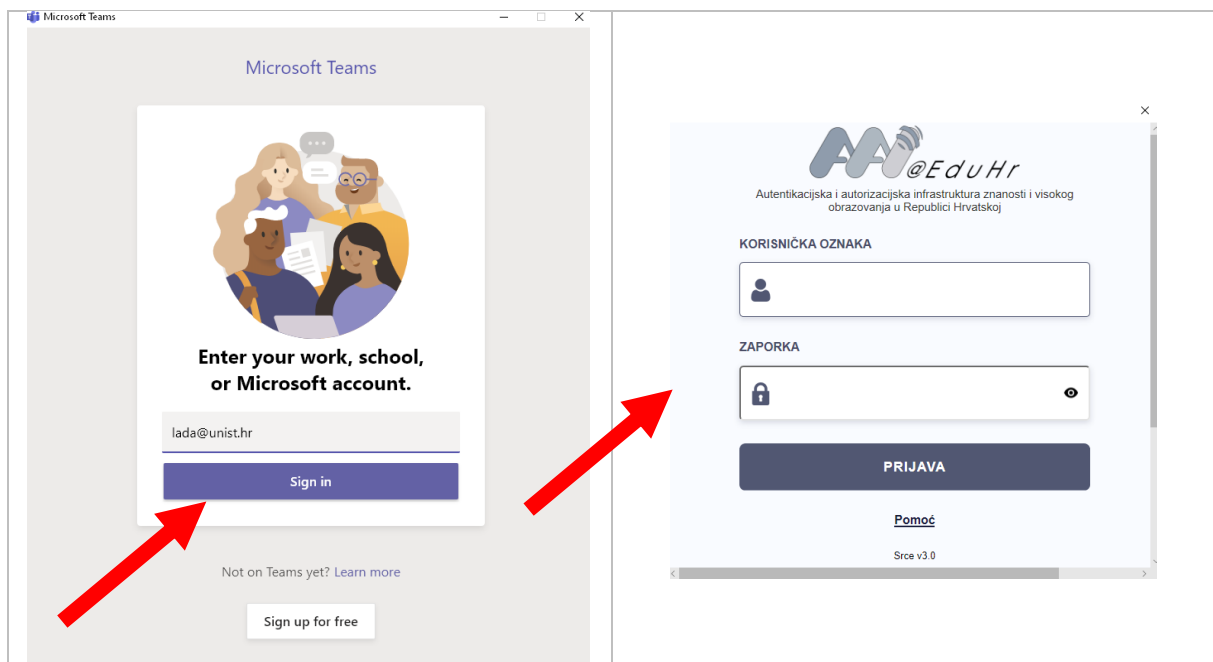 Microsoft Teams
Microsoft Teams
Enter your work, school,
or Microsoft account.
lada@unist.hr
Sign in
Not on Teams yet? Learn more
Sign up for free
AAI@EduHr
Autentikacijska i autorizacijska infrastruktura znanosti i visokog
obrazovanja u Republici Hrvatskoj
KORISNIČKA OZNAKA
ZAPORKA
PRIJAVA
Pomoć
Srce v3.0